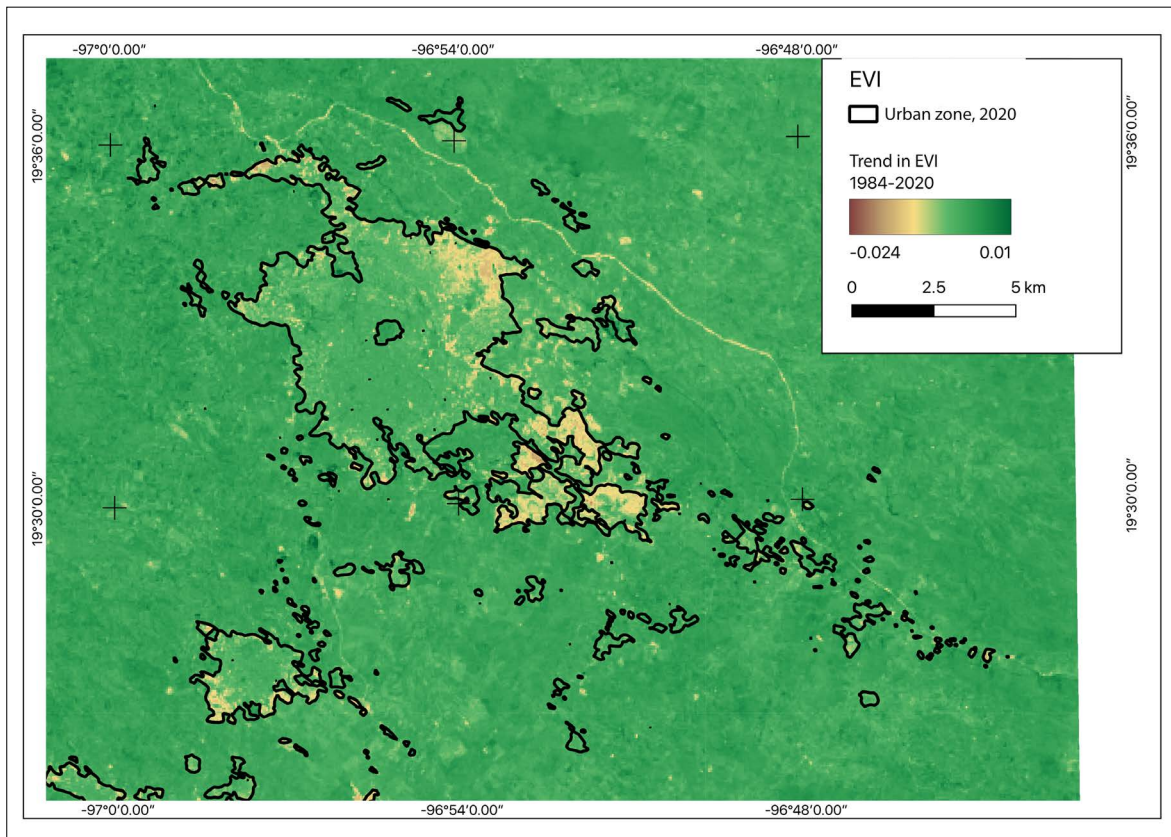 -97°0′0.00″ -96°54′0.00″ -96°48′0.00″
EVI
Urban zone, 2020
Trend in EVI
1984-2020
-0.024 0.01
0 2.5 5 km
19°36′0.00″ 19°36′0.00″
19°30′0.00″ 19°30′0.00″
-97°0′0.00″ -96°54′0.00″ -96°48′0.00″